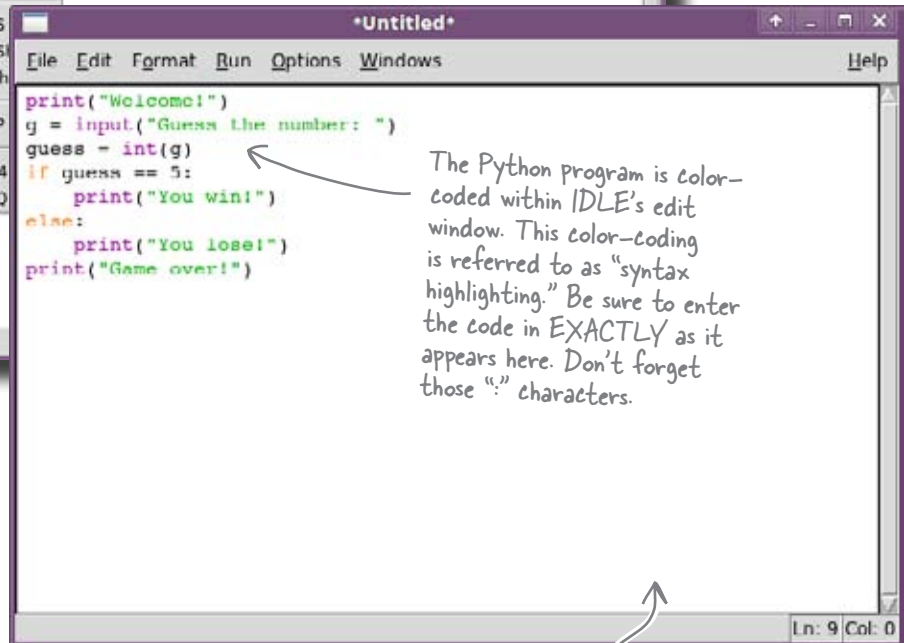 *Untitled*
File Edit Format Run Options Windows Help
print("Welcome!")
g = input("Guess the number: ")
guess = int(g)
if guess == 5:
    print("You win!")
else:
    print("You lose!")
print("Game over!")
The Python program is color-
coded within IDLE's edit
window. This color-coding
is referred to as “syntax
highlighting.” Be sure to enter
the code in EXACTLY as it
appears here. Don't forget
those “:” characters.
Ln: 9 Col: 0